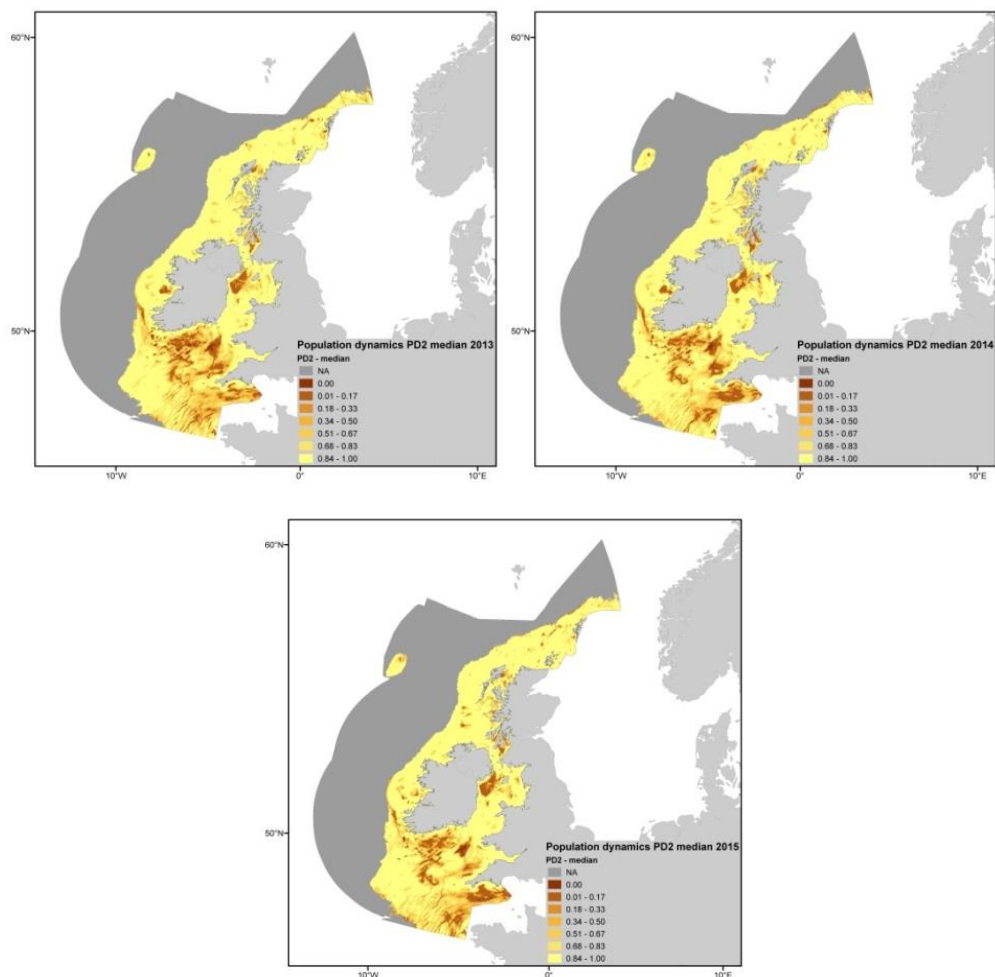 60°N
50°N
Population dynamics PD2 median 2013
PD2 - median
NA
0.00
0.01 - 0.17
0.18 - 0.33
0.34 - 0.50
0.51 - 0.67
0.68 - 0.83
0.84 - 1.00
10°W
0°
10°E
60°N
50°N
Population dynamics PD2 median 2014
PD2 - median
NA
0.00
0.01 - 0.17
0.18 - 0.33
0.34 - 0.50
0.51 - 0.67
0.68 - 0.83
0.84 - 1.00
10°W
0°
10°E
60°N
50°N
Population dynamics PD2 median 2015
PD2 - median
NA
0.00
0.01 - 0.17
0.18 - 0.33
0.34 - 0.50
0.51 - 0.67
0.68 - 0.83
0.84 - 1.00
10°W
0°
10°E